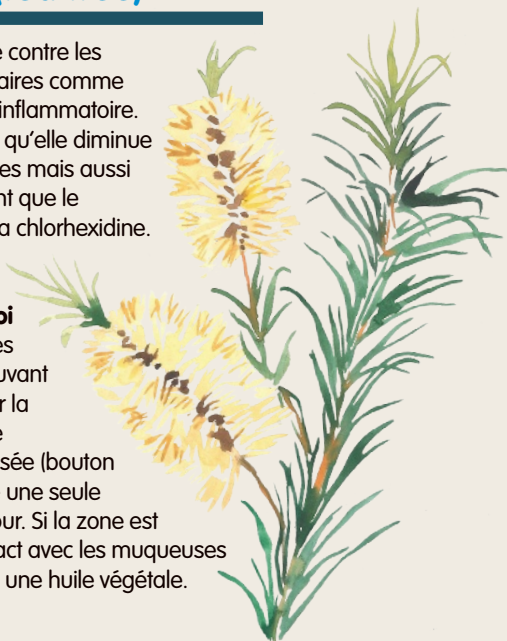 e contre les
aires comme
inflammatoire.
qu'elle diminue
es mais aussi
nt que le
a chlorhexidine.
oi
es
uvant
r la
e
sée (bouton
une seule
our. Si la zone est
act avec les muqueuses
une huile végétale.